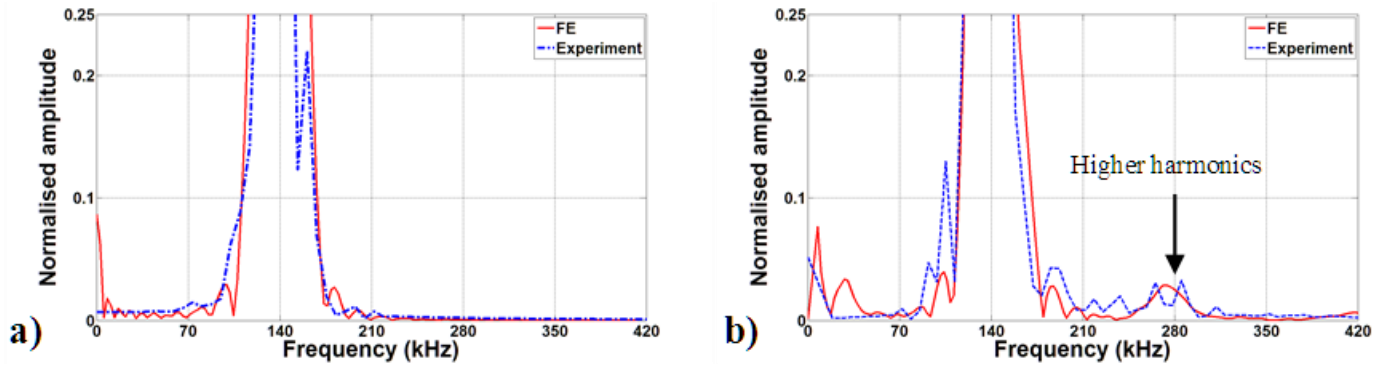 0.25
0.2
0.1
0
Normalised amplitude
FE
Experiment
0 70 140 210 280 350 420
Frequency (kHz)
a)
0.25
0.2
0.1
0
Normalised amplitude
FE
Experiment
Higher harmonics
0 70 140 210 280 350 420
Frequency (kHz)
b)